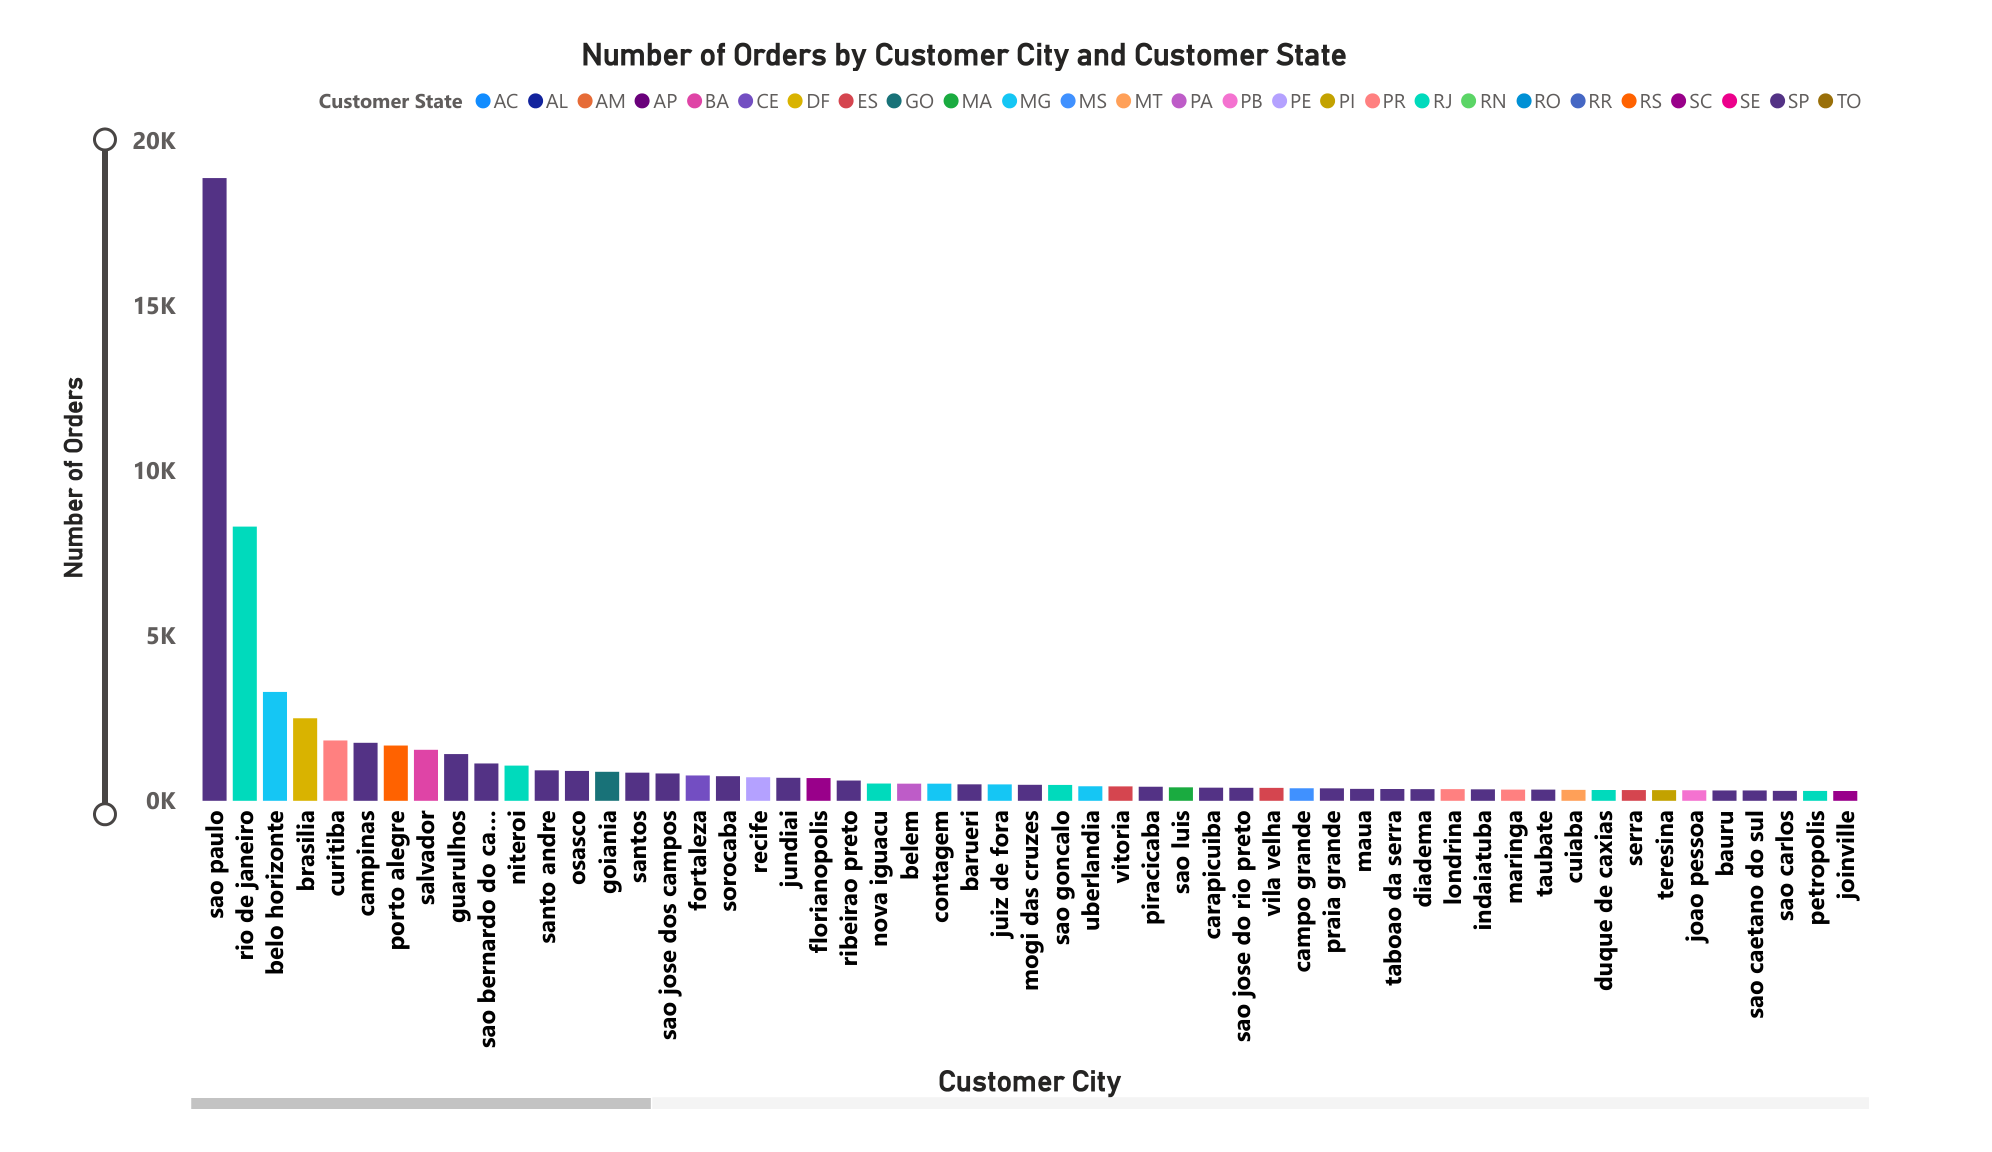 Number of Orders by Customer City and Customer State
Customer State AC AL AM AP BA CE DF ES GO MA MG MS MT PA PB PE PI PR RJ RN RO RR RS SC SE SP TO
20K
15K
10K
5K
0K
Number of Orders
sao paulo
rio de janeiro
belo horizonte
brasilia
curitiba
campinas
porto alegre
salvador
guarulhos
sao bernardo do ca...
niteroi
santo andre
osasco
goiania
santos
sao jose dos campos
fortaleza
sorocaba
recife
jundiai
florianopolis
ribeirao preto
nova iguacu
belem
contagem
barueri
juiz de fora
mogi das cruzes
sao goncalo
uberlandia
vitoria
piracicaba
sao luis
carapicuiba
sao jose do rio preto
vila velha
campo grande
praia grande
maua
taboao da serra
diadema
londrina
indaiatuba
maringa
taubate
cuiaba
duque de caxias
serra
teresina
joao pessoa
bauru
sao caetano do sul
sao carlos
petropolis
joinville
Customer City